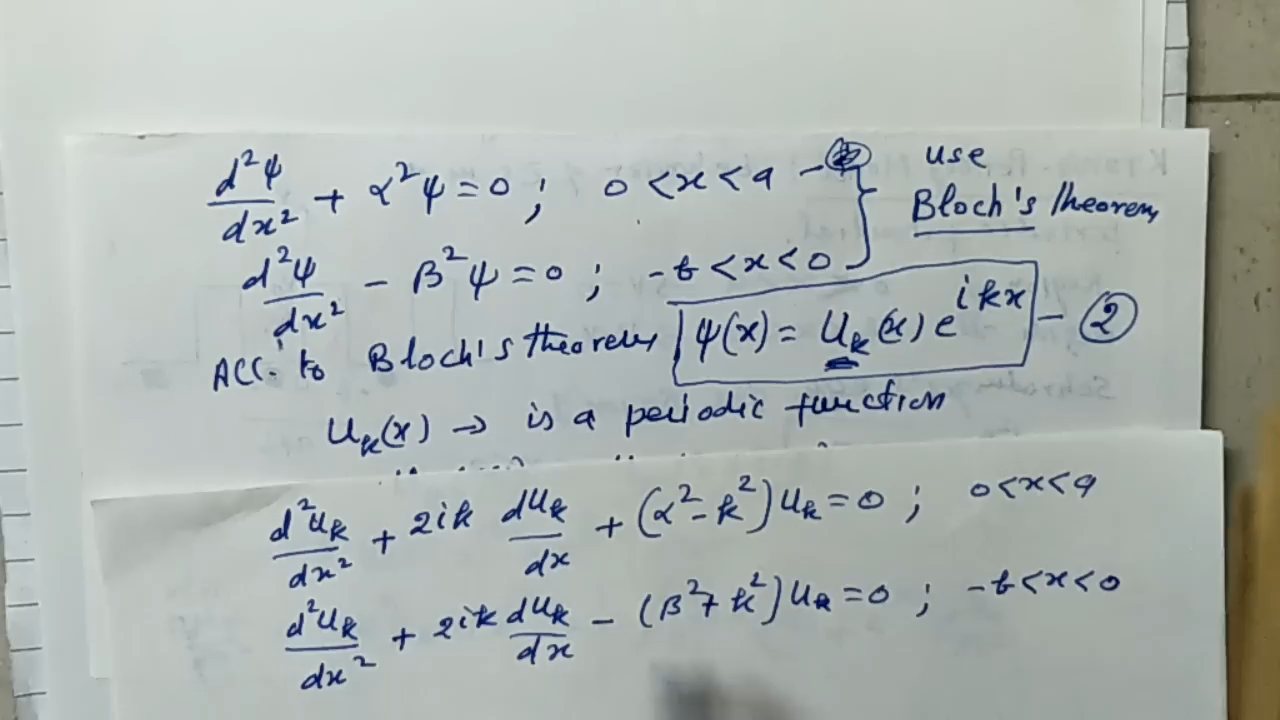 d²ψ/dx² + α²ψ = 0 ; 0 < x < a –
use
Bloch's theorem,
d²ψ/dx² - β²ψ = 0 ; -b < x < 0
Acc. to Bloch's theorem ψ(x) = U_k(x) e^{ikx} — ②
U_k(x) → is a periodic function
d²U_k/dx² + 2ik dU_k/dx + (α² - k²) U_k = 0 ; 0 < x < a
d²U_k/dx² + 2ik dU_k/dx - (β² + k²) U_k = 0 ; -b < x < 0